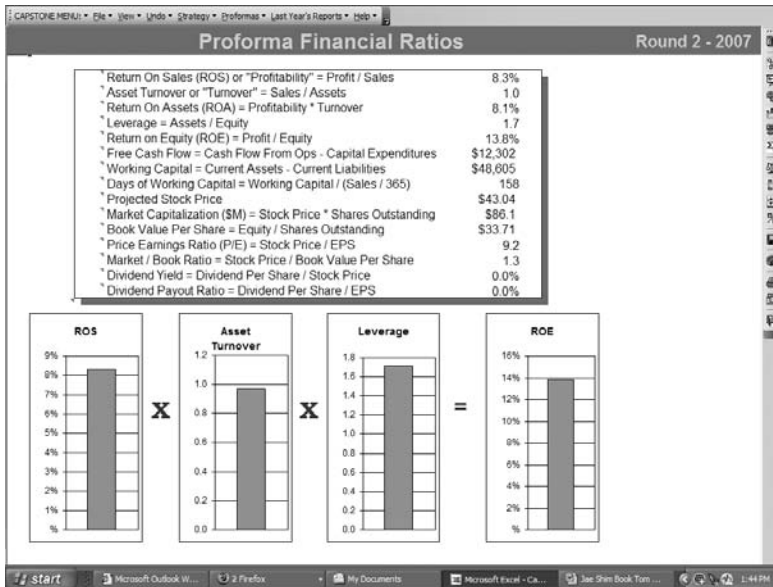 CAPSTONE MENU: File View Undo Strategy Proformas Last Year's Reports Help
Proforma Financial Ratios Round 2 - 2007
Return On Sales (ROS) or "Profitability" = Profit / Sales 8.3%
Asset Turnover or "Turnover" = Sales / Assets 1.0
Return On Assets (ROA) = Profitability * Turnover 8.1%
Leverage = Assets / Equity 1.7
Return on Equity (ROE) = Profit / Equity 13.8%
Free Cash Flow = Cash Flow From Ops - Capital Expenditures $12,302
Working Capital = Current Assets - Current Liabilities $48,605
Days of Working Capital = Working Capital / (Sales / 365) 158
Projected Stock Price $43.04
Market Capitalization ($M) = Stock Price * Shares Outstanding $86.1
Book Value Per Share = Equity / Shares Outstanding $33.71
Price Earnings Ratio (P/E) = Stock Price / EPS 9.2
Market / Book Ratio = Stock Price / Book Value Per Share 1.3
Dividend Yield = Dividend Per Share / Stock Price 0.0%
Dividend Payout Ratio = Dividend Per Share / EPS 0.0%
ROS
9%
8%
7%
6%
5%
4%
3%
2%
1%
%
X
Asset
Turnover
1.2
1.0
0.8
0.6
0.4
0.2
0.0
X
Leverage
1.8
1.6
1.4
1.2
1.0
0.8
0.6
0.4
0.2
0.0
=
ROE
16%
14%
12%
10%
8%
6%
4%
2%
%
start Microsoft Outlook W... 2 Firefox My Documents Microsoft Excel - Ca... Jae Shim Book Tom ... 1:44 PM